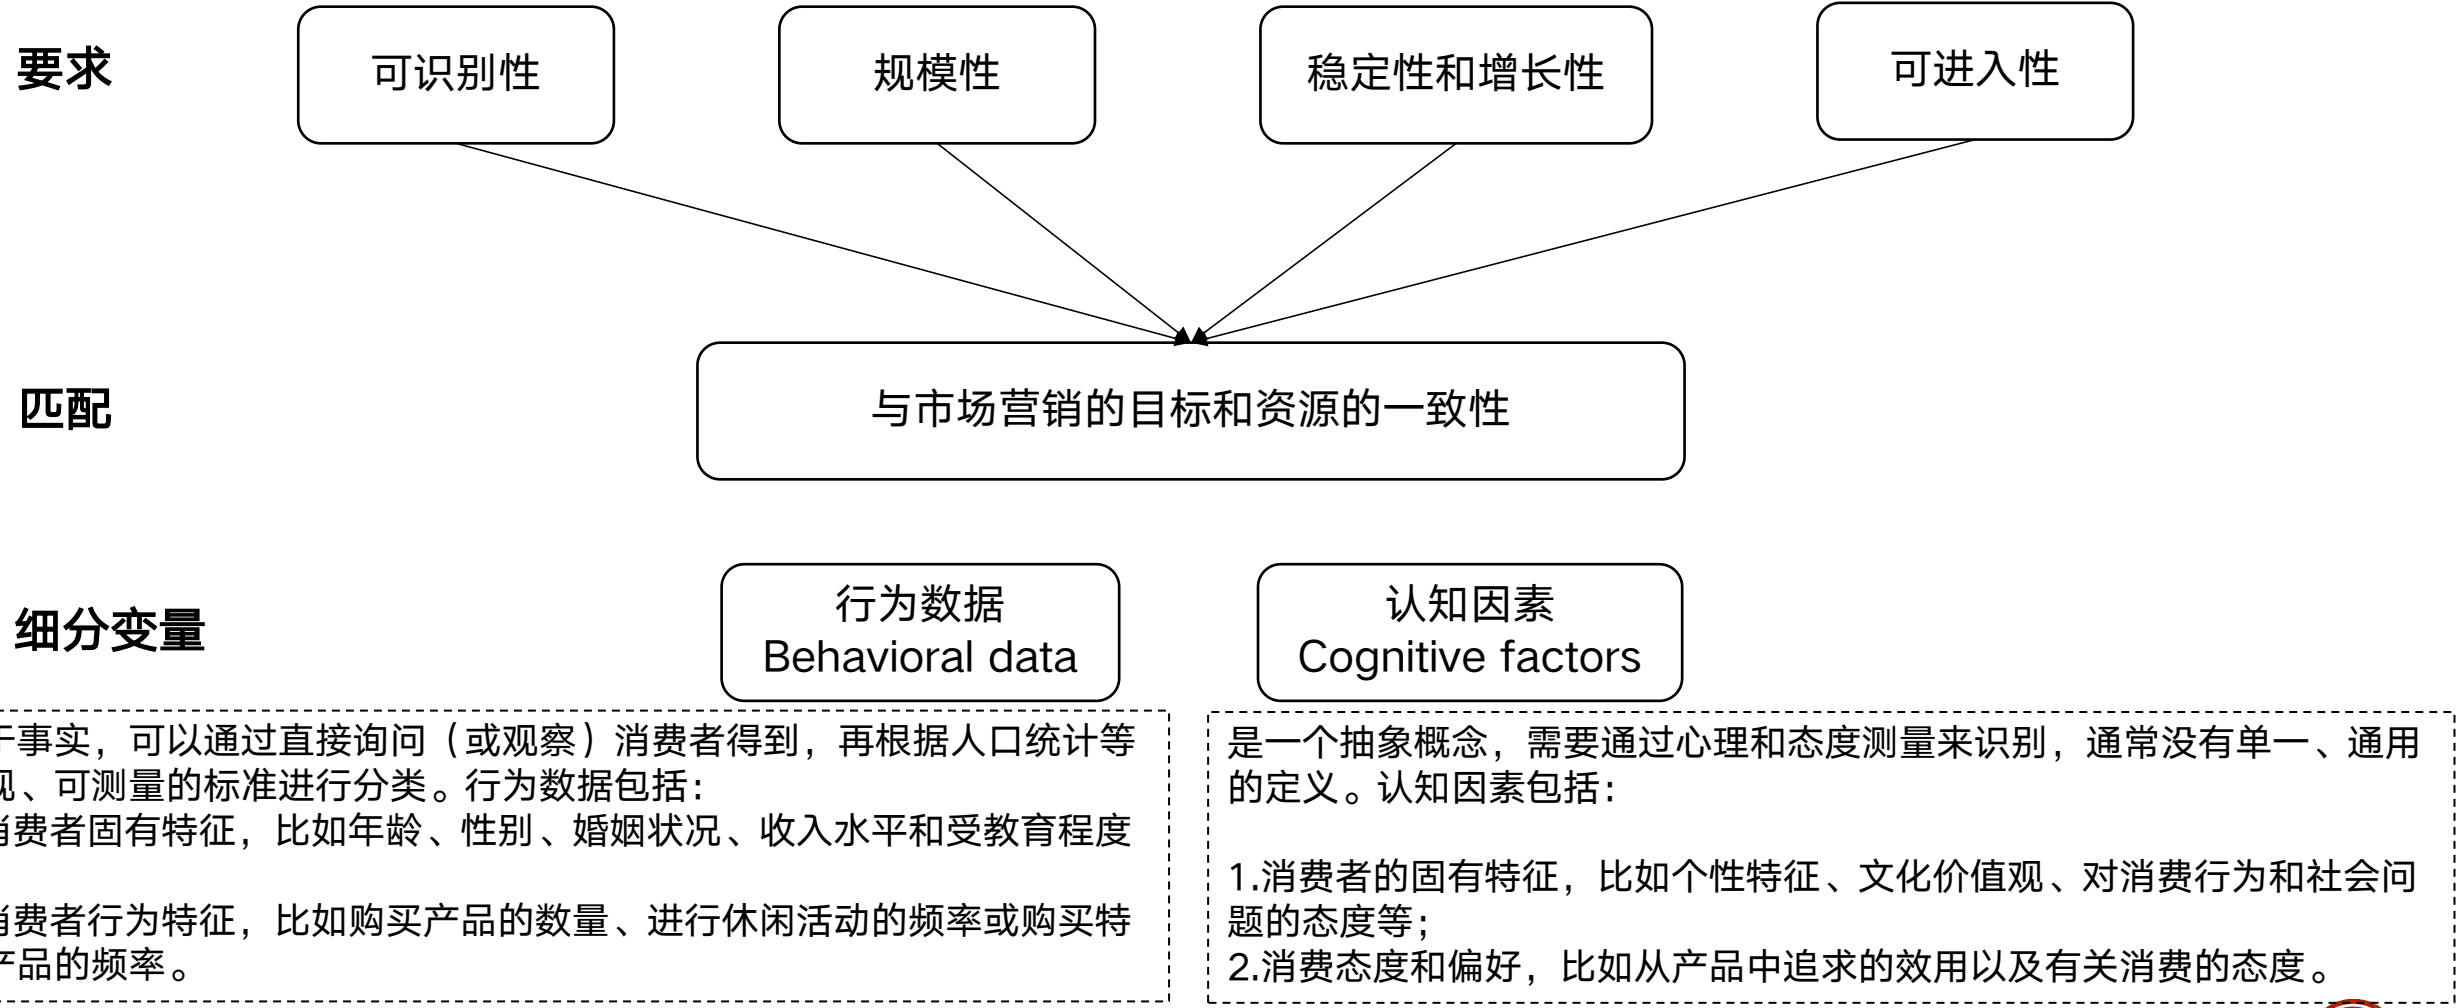 要求
可识别性
规模性
稳定性和增长性
可进入性
匹配
与市场营销的目标和资源的一致性
细分变量
行为数据
Behavioral data
认知因素
Cognitive factors
事实，可以通过直接询问（或观察）消费者得到，再根据人口统计等
、可测量的标准进行分类。行为数据包括：
费者固有特征，比如年龄、性别、婚姻状况、收入水平和受教育程度
费者行为特征，比如购买产品的数量、进行休闲活动的频率或购买特
品的频率。
是一个抽象概念，需要通过心理和态度测量来识别，通常没有单一、通用
的定义。认知因素包括：
1.消费者的固有特征，比如个性特征、文化价值观、对消费行为和社会问
题的态度等；
2.消费态度和偏好，比如从产品中追求的效用以及有关消费的态度。